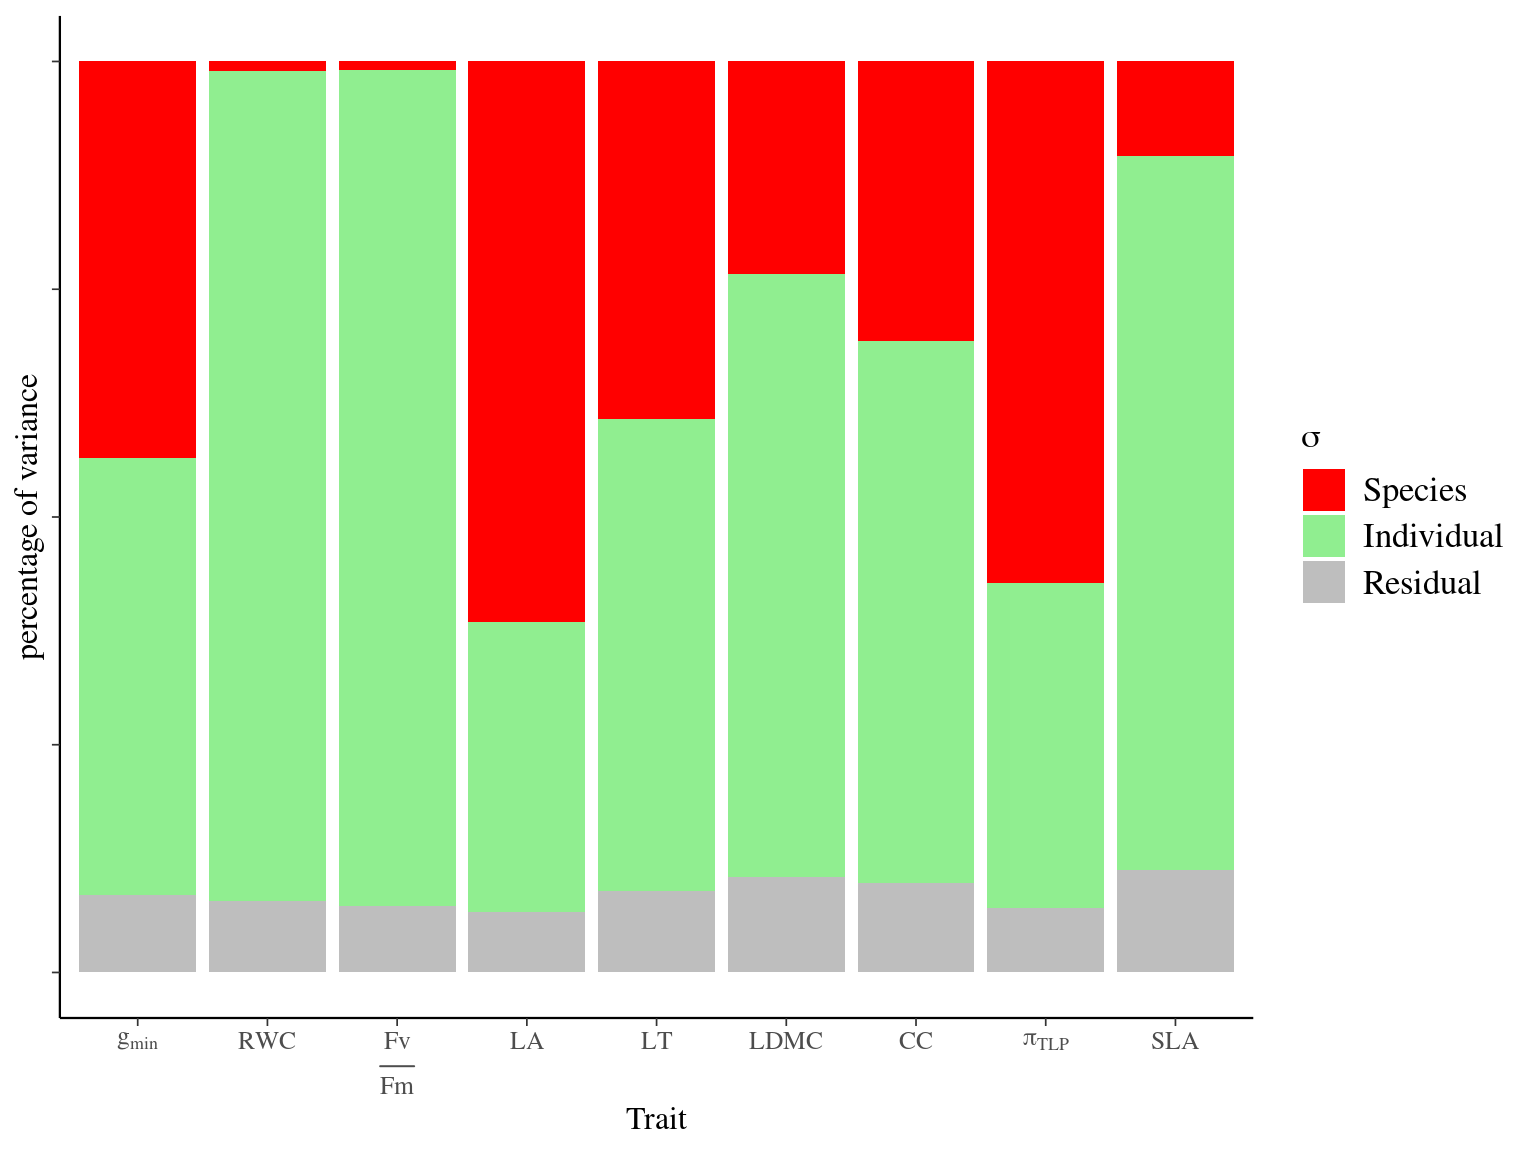 percentage of variance
σ
Species
Individual
Residual
gmin RWC Fv LA LT LDMC CC πTLP SLA
Fm
Trait